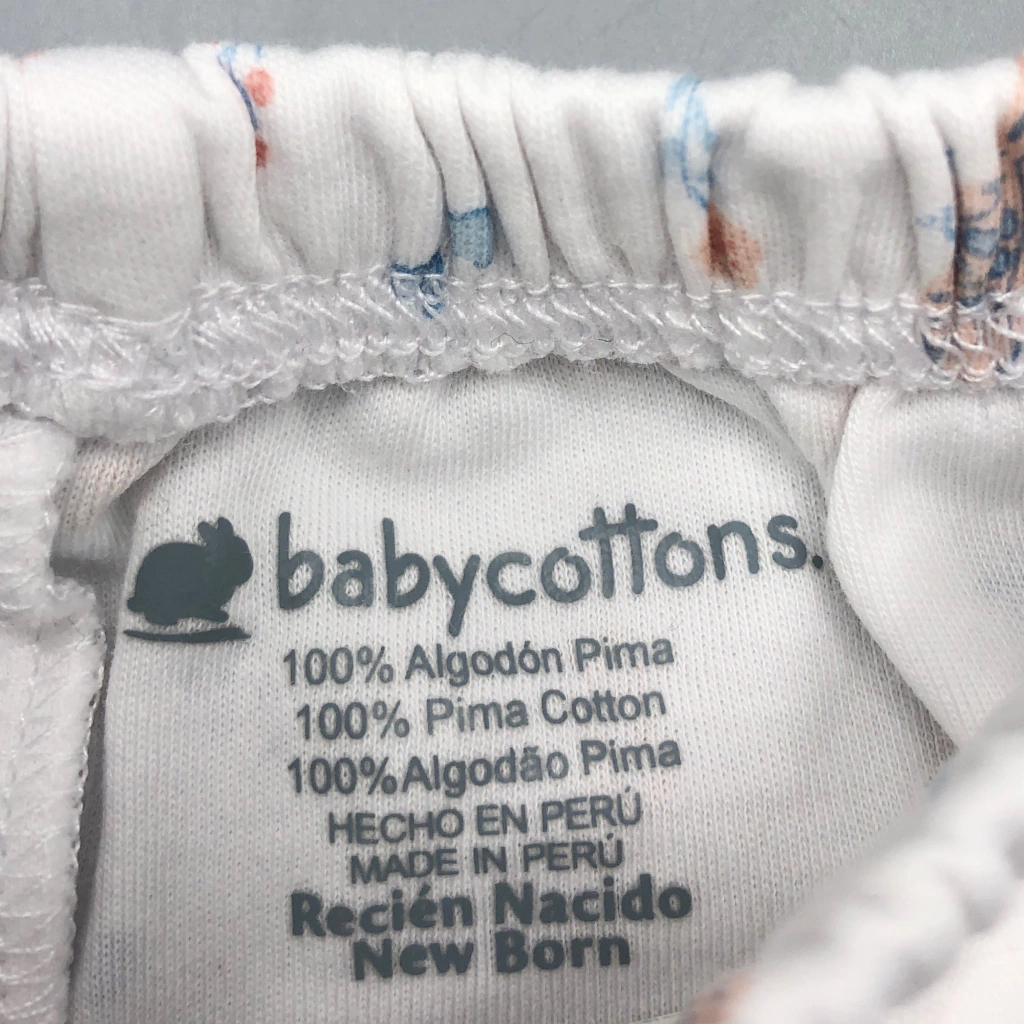 babycottons.
100% Algodón Pima
100% Pima Cotton
100% Algodão Pima
HECHO EN PERÚ
MADE IN PERÚ
Recién Nacido
New Born